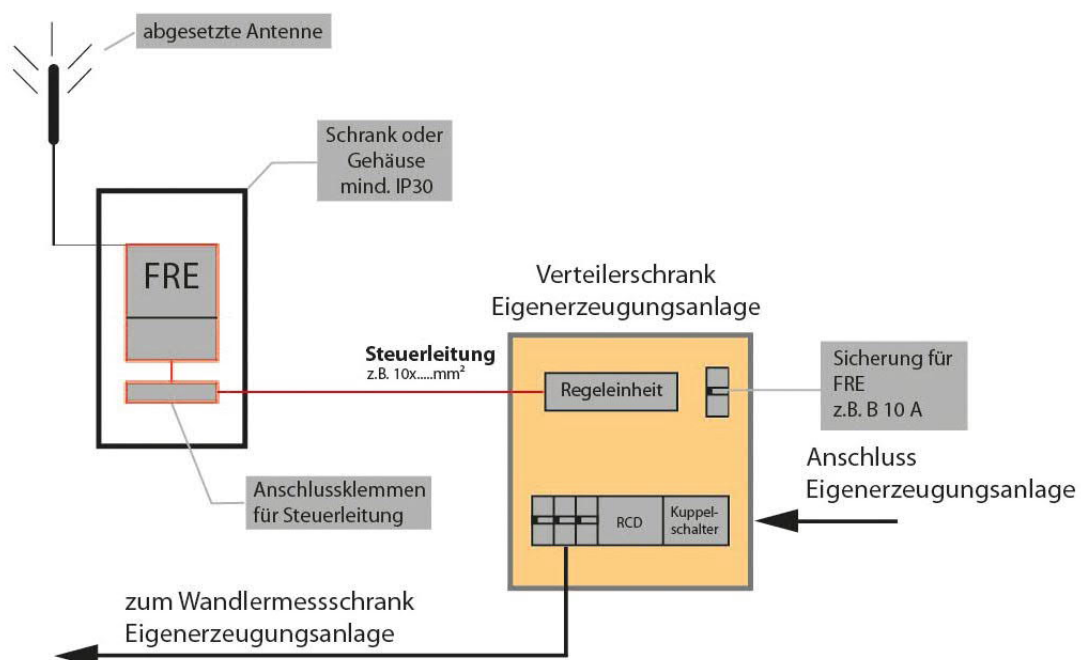 abgesetzte Antenne
Schrank oder
Gehäuse
mind. IP30
FRE
Verteilerschrank
Eigenerzeugungsanlage
Steuerleitung
z.B. 10x.....mm²
Regeleinheit
Sicherung für
FRE
z.B. B 10 A
Anschluss
Eigenerzeugungsanlage
Anschlussklemmen
für Steuerleitung
RCD
Kuppel-
schalter
zum Wandlermessschrank
Eigenerzeugungsanlage